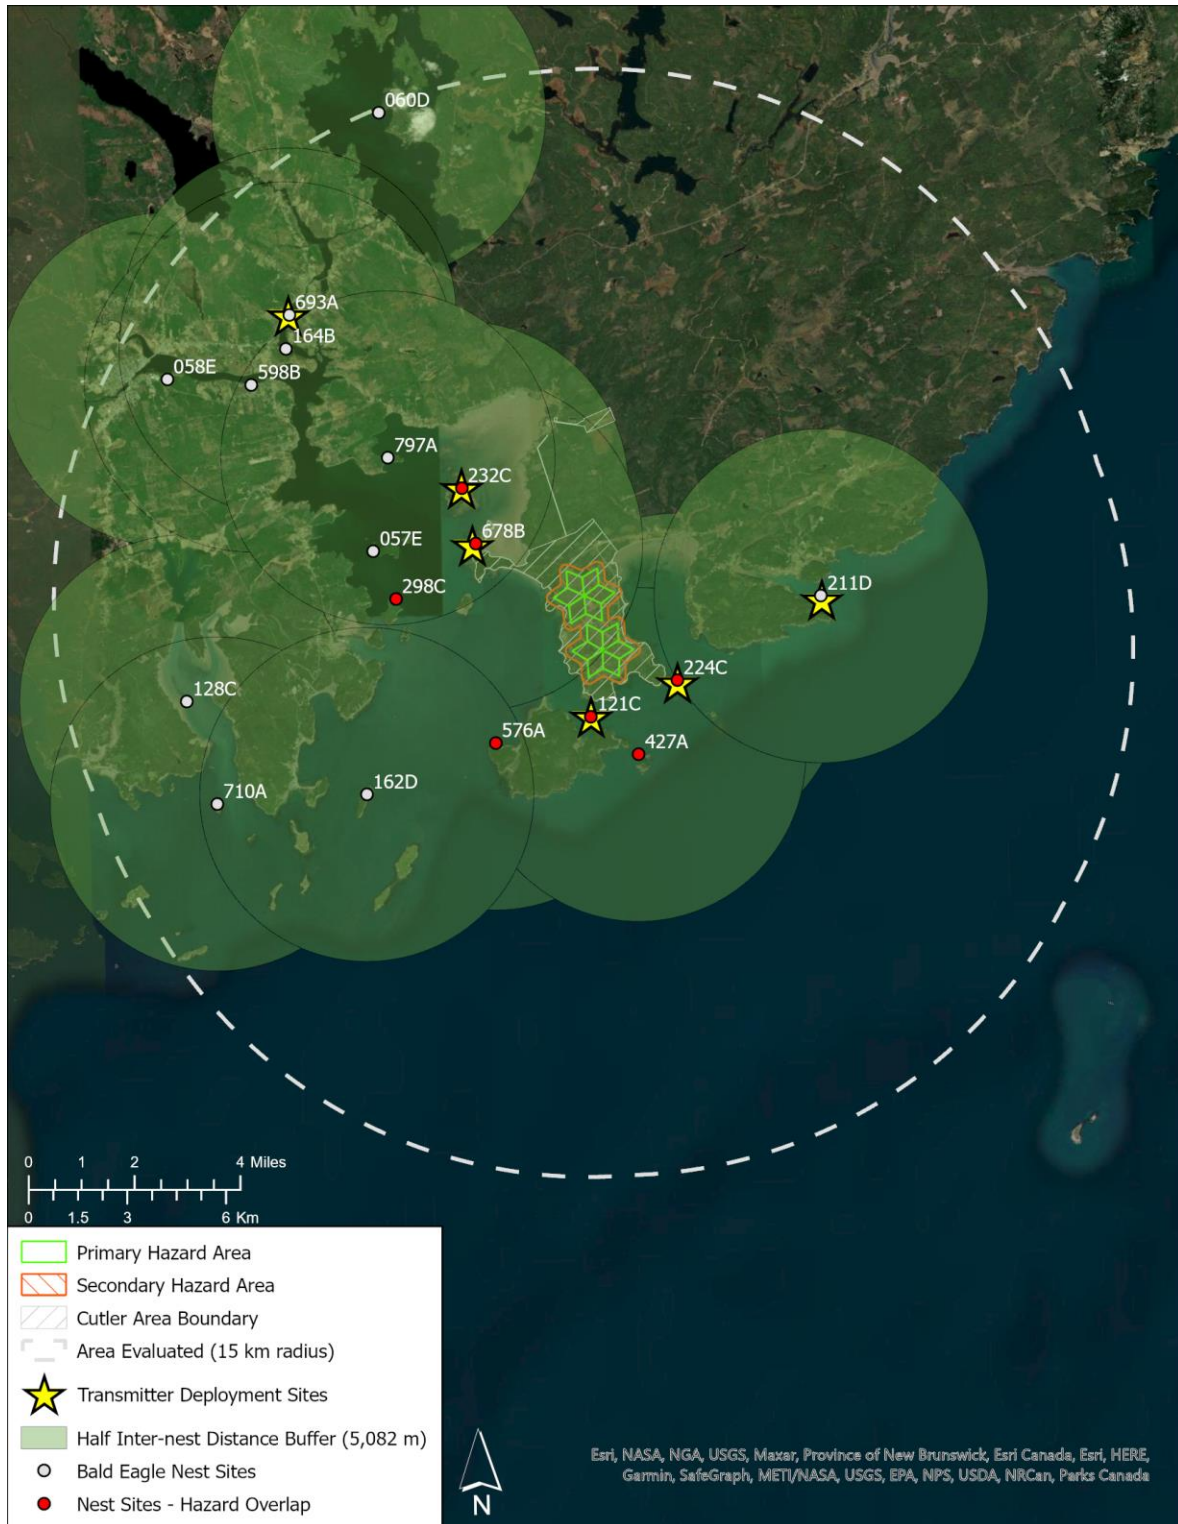 060D
693A
164B
058E
598B
797A
232C
678B
057E
298C
211D
224C
128C
121C
576A
427A
162D
710A
0 1 2 4 Miles
0 1.5 3 6 Km
Primary Hazard Area
Secondary Hazard Area
Cutler Area Boundary
Area Evaluated (15 km radius)
Transmitter Deployment Sites
Half Inter-nest Distance Buffer (5,082 m)
Bald Eagle Nest Sites
Nest Sites - Hazard Overlap
N
Esri, NASA, NGA, USGS, Maxar, Province of New Brunswick, Esri Canada, Esri, HERE,
Garmin, SafeGraph, METI/NASA, USGS, EPA, NPS, USDA, NRCan, Parks Canada